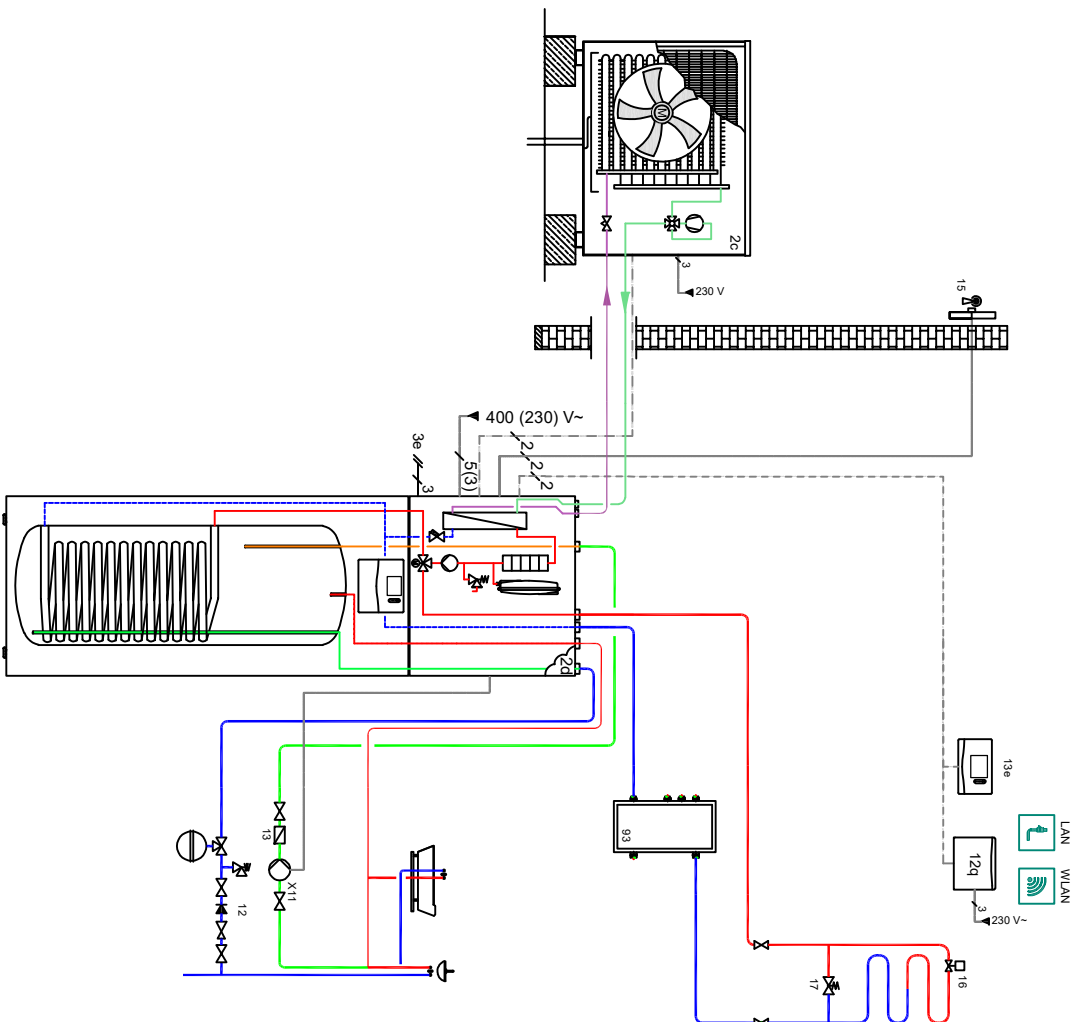 M
2c
3
230 V
15
400 (230) V~
3e
3
5(3)
2
2
2
2d
13e
LAN
WLAN
12q
3
230 V~
93
13
X11
12
16
17